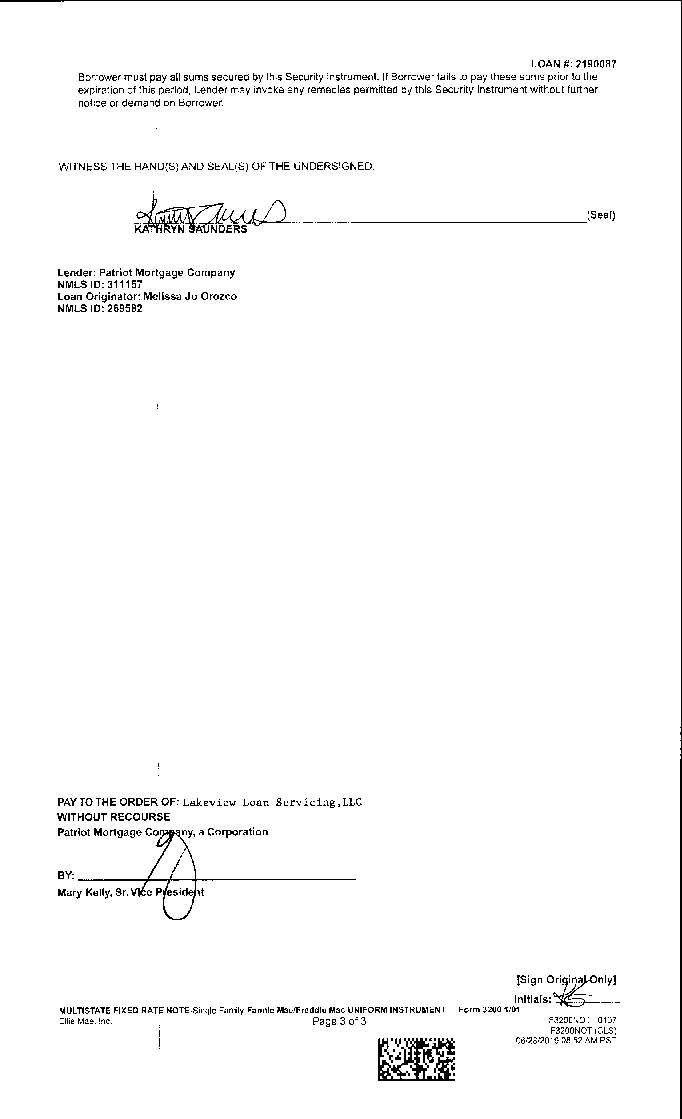 LOAN #: 2190087
Borrower must pay all sums secured by this Security Instrument. If Borrower fails to pay these sums prior to the
expiration of this period, Lender may invoke any remedies permitted by this Security Instrument without further
notice or demand on Borrower.
WITNESS THE HAND(S) AND SEAL(S) OF THE UNDERSIGNED.
(Seal)
KATHRYN SAUNDERS
Lender: Patriot Mortgage Company
NMLS ID: 311157
Loan Originator: Melissa Jo Orozco
NMLS ID: 269582
PAY TO THE ORDER OF: Lakeview Loan Servicing,LLC
WITHOUT RECOURSE
Patriot Mortgage Company, a Corporation
BY:
Mary Kelly, Sr. Vice President
[Sign Original Only]
Initials: KS
MULTISTATE FIXED RATE NOTE-Single Family-Fannie Mae/Freddie Mac UNIFORM INSTRUMENT Form 3200 1/01
Ellie Mae, Inc. Page 3 of 3 F3200NOT 0107
F3200NOT (CLS)
08:52 AM PST